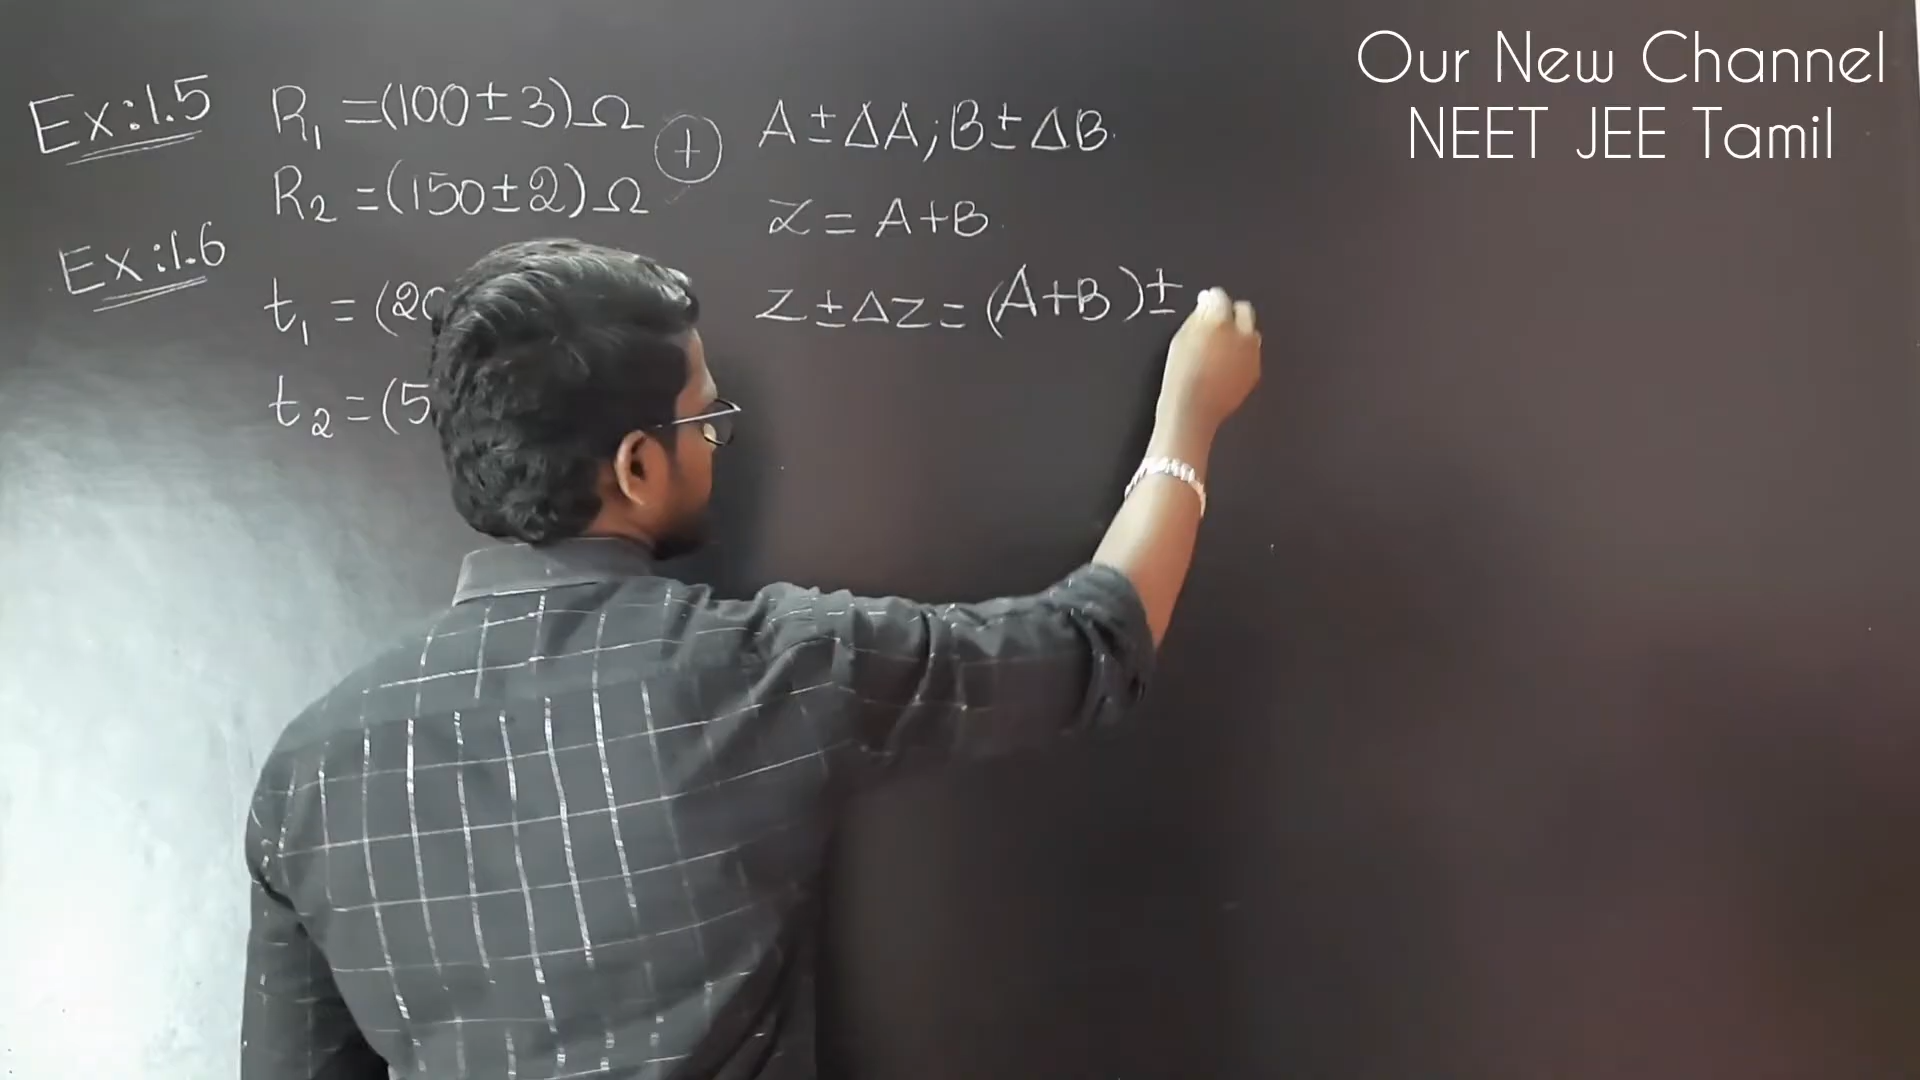 Our New Channel
NEET JEE Tamil
Ex:1.5
R₁ =(100±3)Ω
R₂ =(150±2)Ω
+
A±ΔA;B±ΔB
Z = A+B
Z±ΔZ=(A+B)±
Ex:1.6
t₁ = (20
t₂ =(5